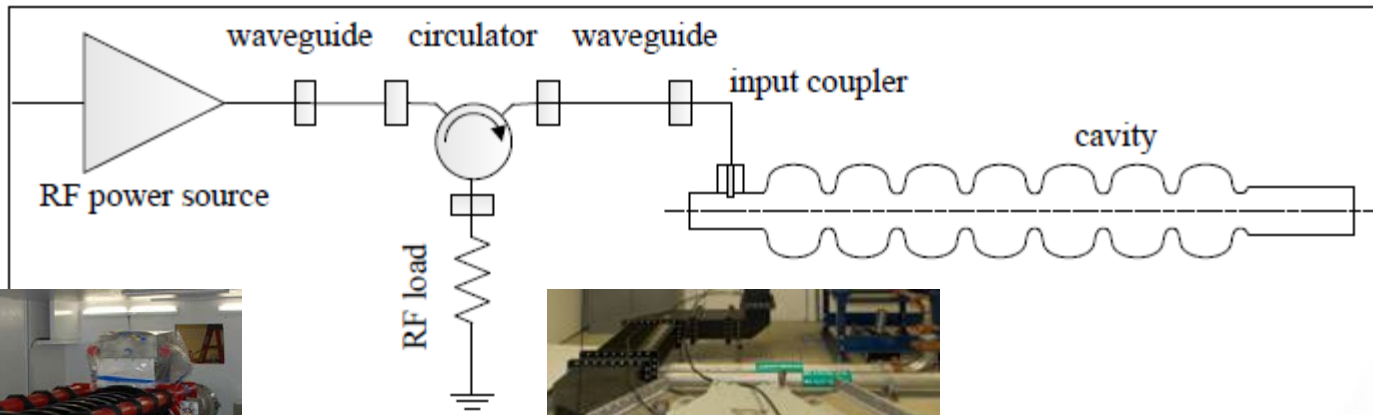 waveguide circulator waveguide
input coupler
cavity
RF power source
RF load